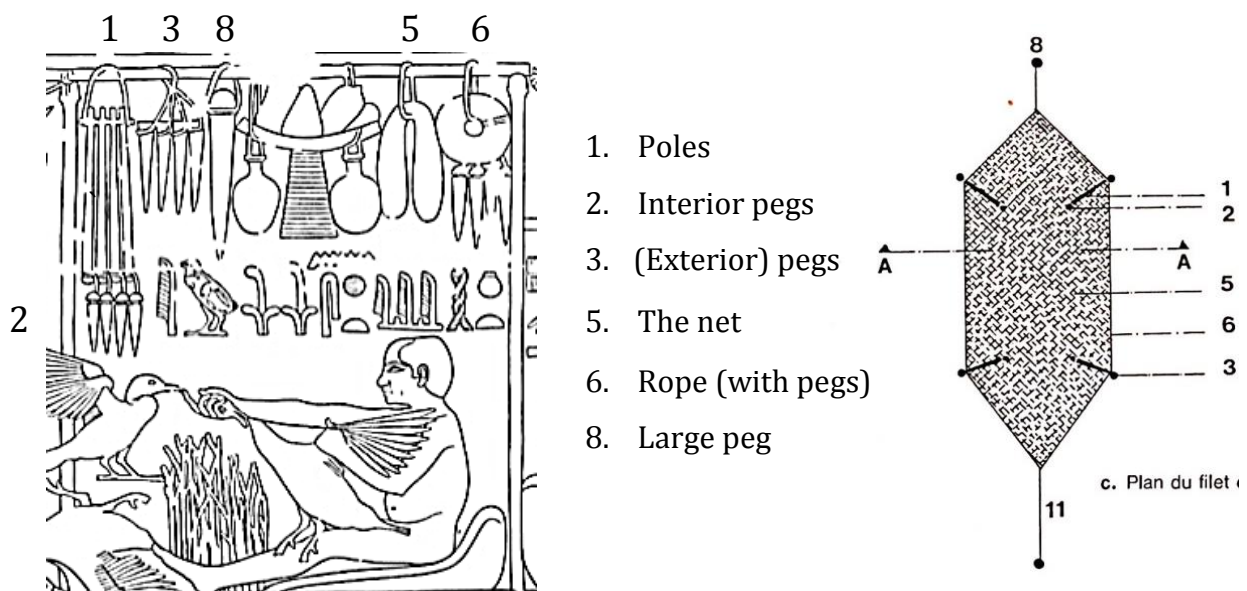 1 3 8 5 6
2
1. Poles
2. Interior pegs
3. (Exterior) pegs
5. The net
6. Rope (with pegs)
8. Large peg
8
1
2
A A
5
6
3
11
c. Plan du filet